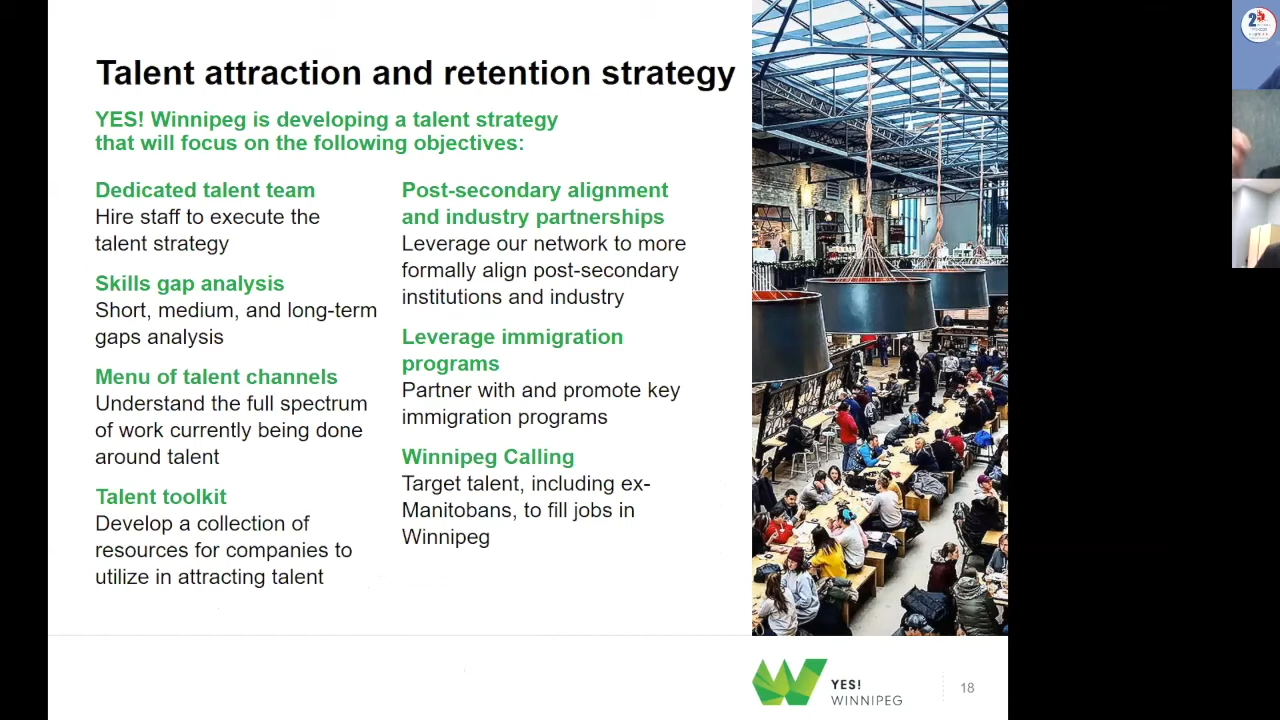 Talent attraction and retention strategy
YES! Winnipeg is developing a talent strategy
that will focus on the following objectives:
Dedicated talent team
Hire staff to execute the
talent strategy
Skills gap analysis
Short, medium, and long-term
gaps analysis
Menu of talent channels
Understand the full spectrum
of work currently being done
around talent
Talent toolkit
Develop a collection of
resources for companies to
utilize in attracting talent
Post-secondary alignment
and industry partnerships
Leverage our network to more
formally align post-secondary
institutions and industry
Leverage immigration
programs
Partner with and promote key
immigration programs
Winnipeg Calling
Target talent, including ex-
Manitobans, to fill jobs in
Winnipeg
YES!
WINNIPEG
18